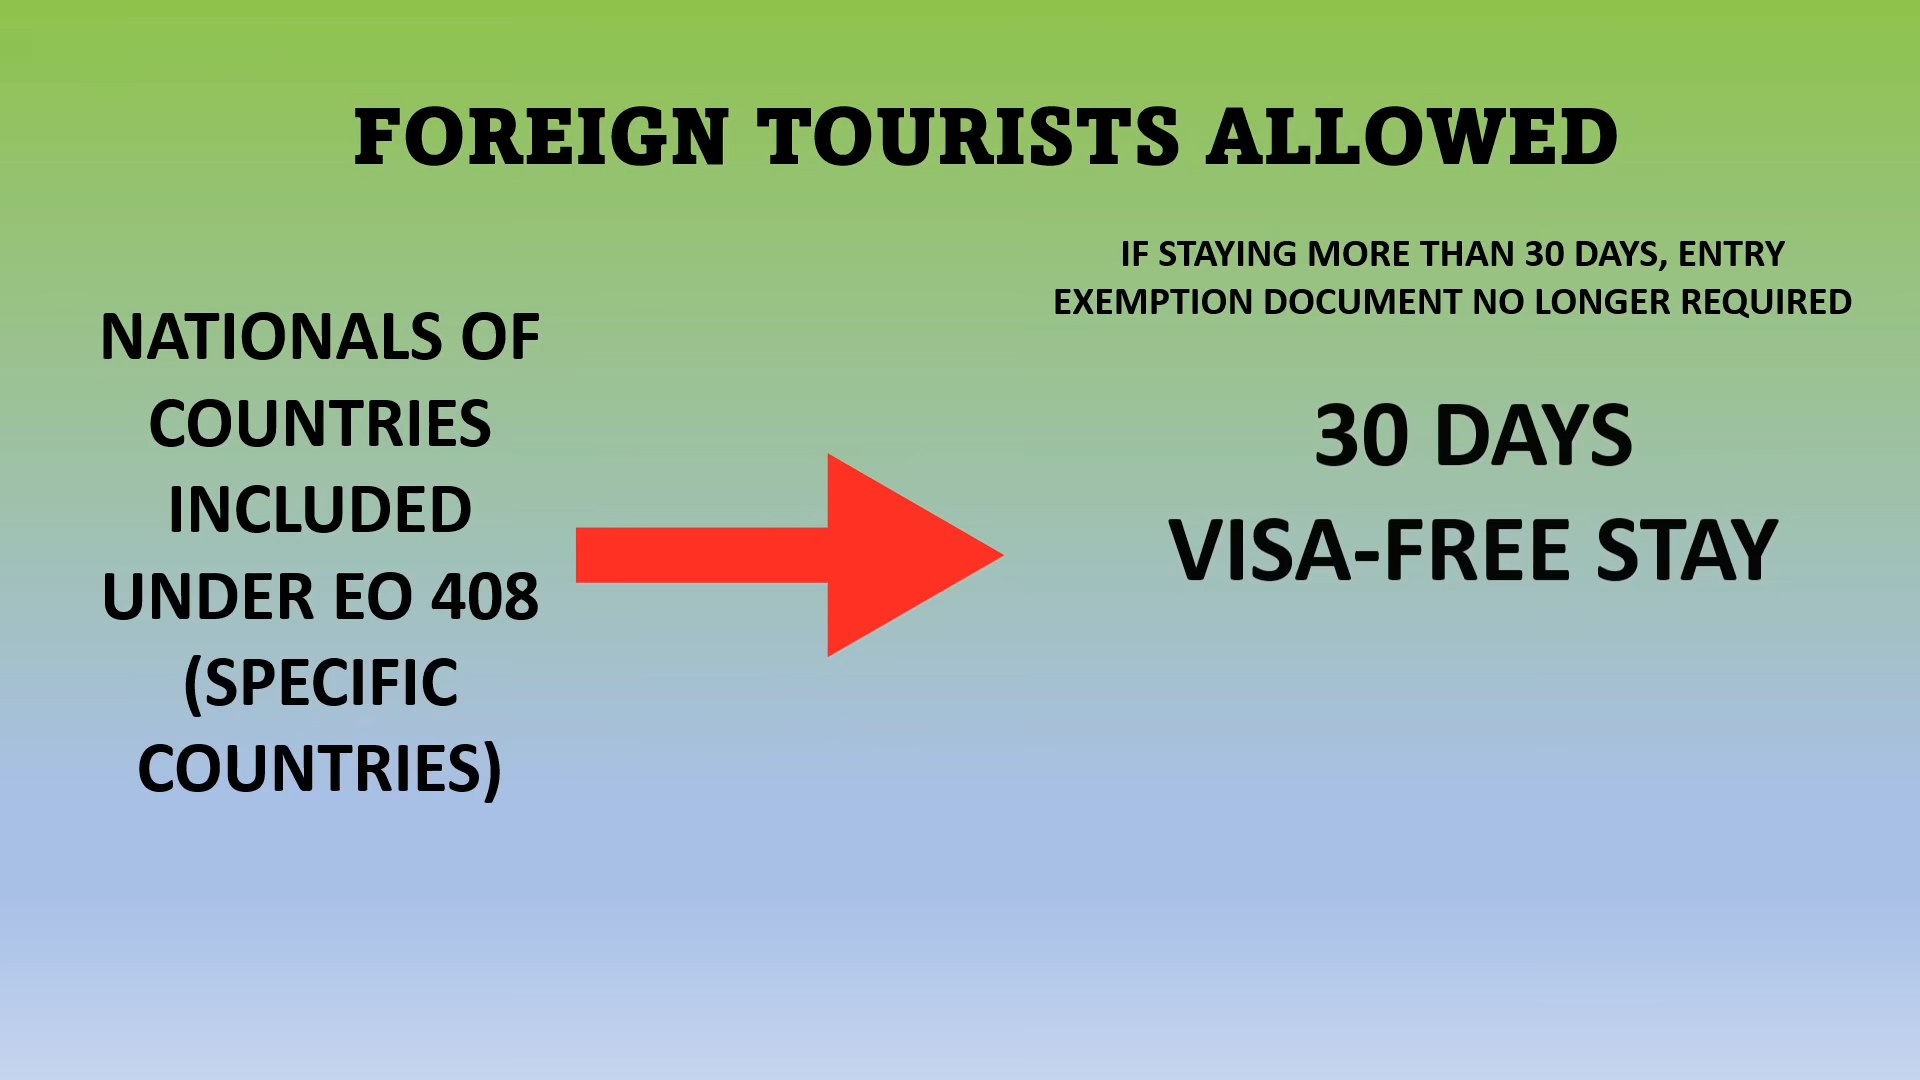 FOREIGN TOURISTS ALLOWED
NATIONALS OF
COUNTRIES
INCLUDED
UNDER EO 408
(SPECIFIC
COUNTRIES)
IF STAYING MORE THAN 30 DAYS, ENTRY
EXEMPTION DOCUMENT NO LONGER REQUIRED
30 DAYS
VISA-FREE STAY